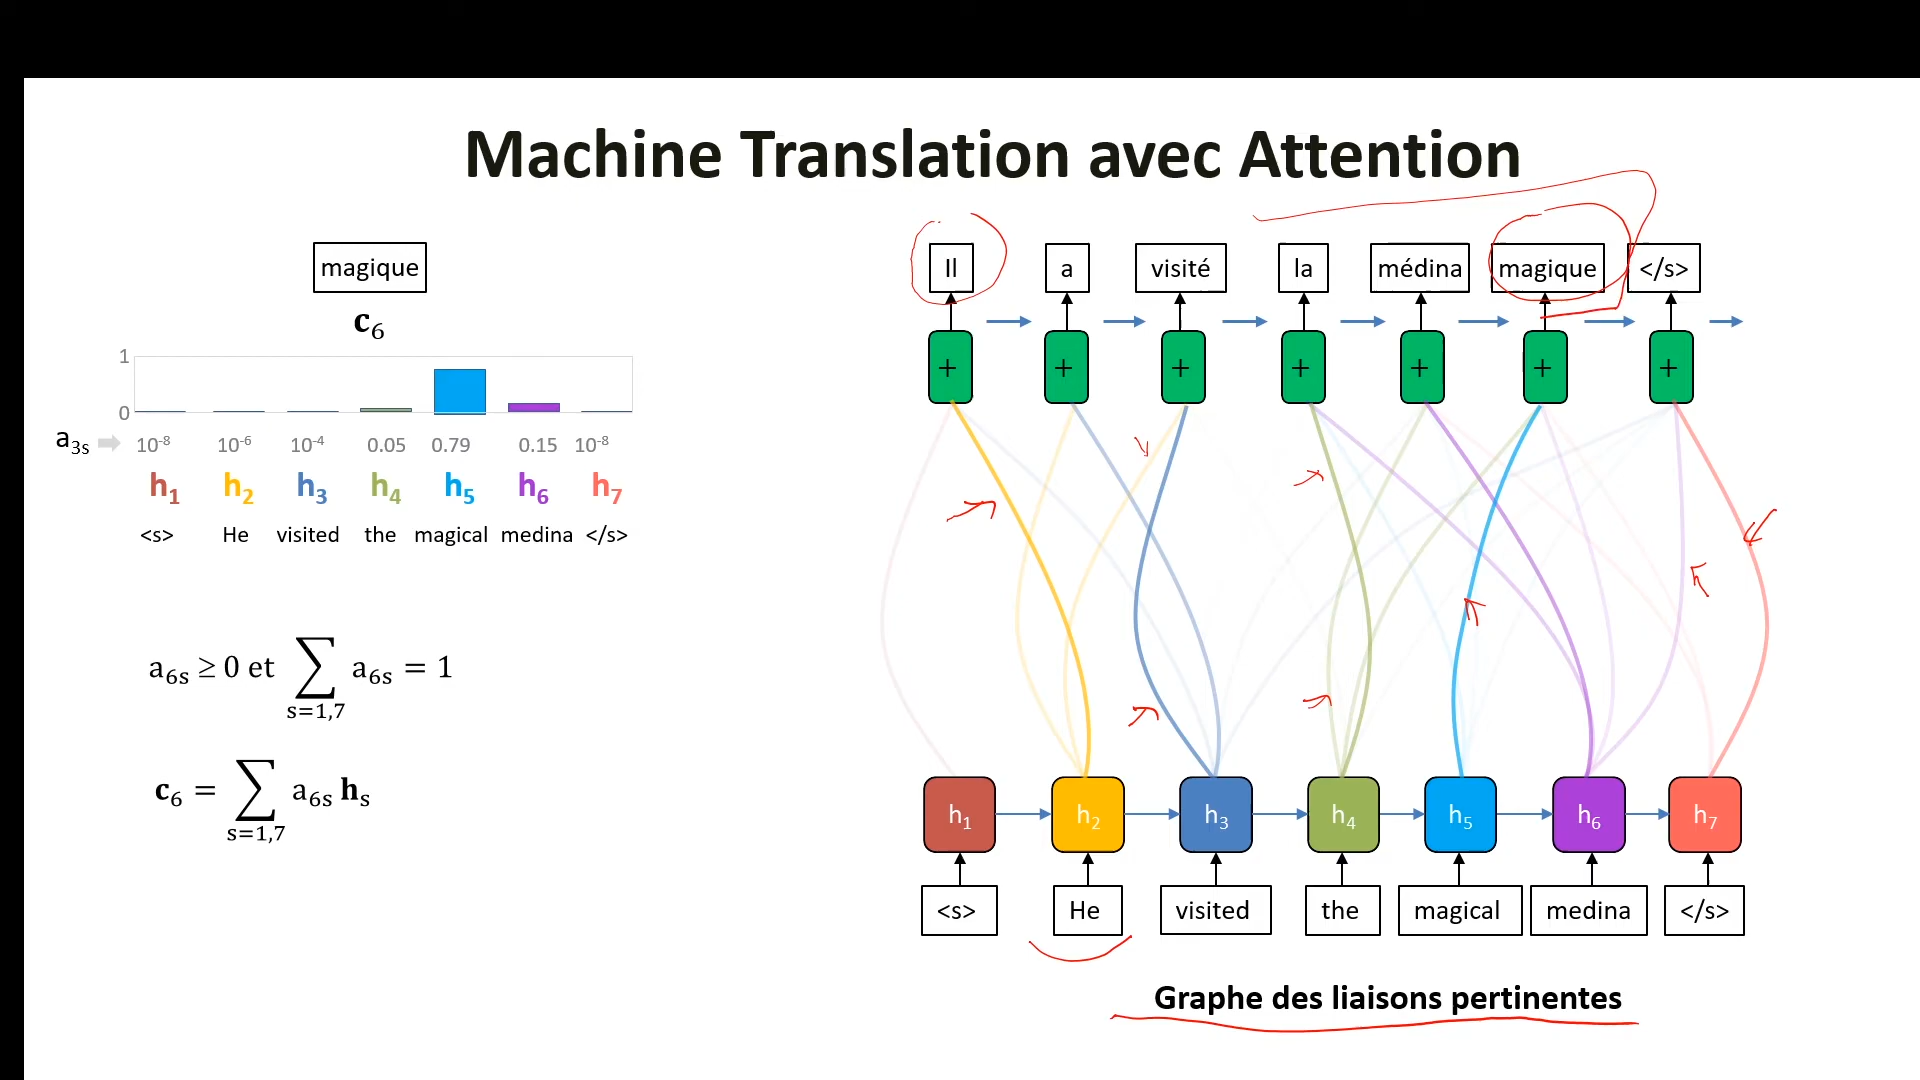 Machine Translation avec Attention
magique
c₆
1
0
a₃ₛ
10⁻⁸ 10⁻⁶ 10⁻⁴ 0.05 0.79 0.15 10⁻⁸
h₁ h₂ h₃ h₄ h₅ h₆ h₇
<s> He visited the magical medina </s>
a₆ₛ ≥ 0 et ∑ a₆ₛ = 1
s=1,7
c₆ = ∑ a₆ₛ hₛ
s=1,7
Il a visité la médina magique </s>
+ + + + + + +
h₁ h₂ h₃ h₄ h₅ h₆ h₇
<s> He visited the magical medina </s>
Graphe des liaisons pertinentes